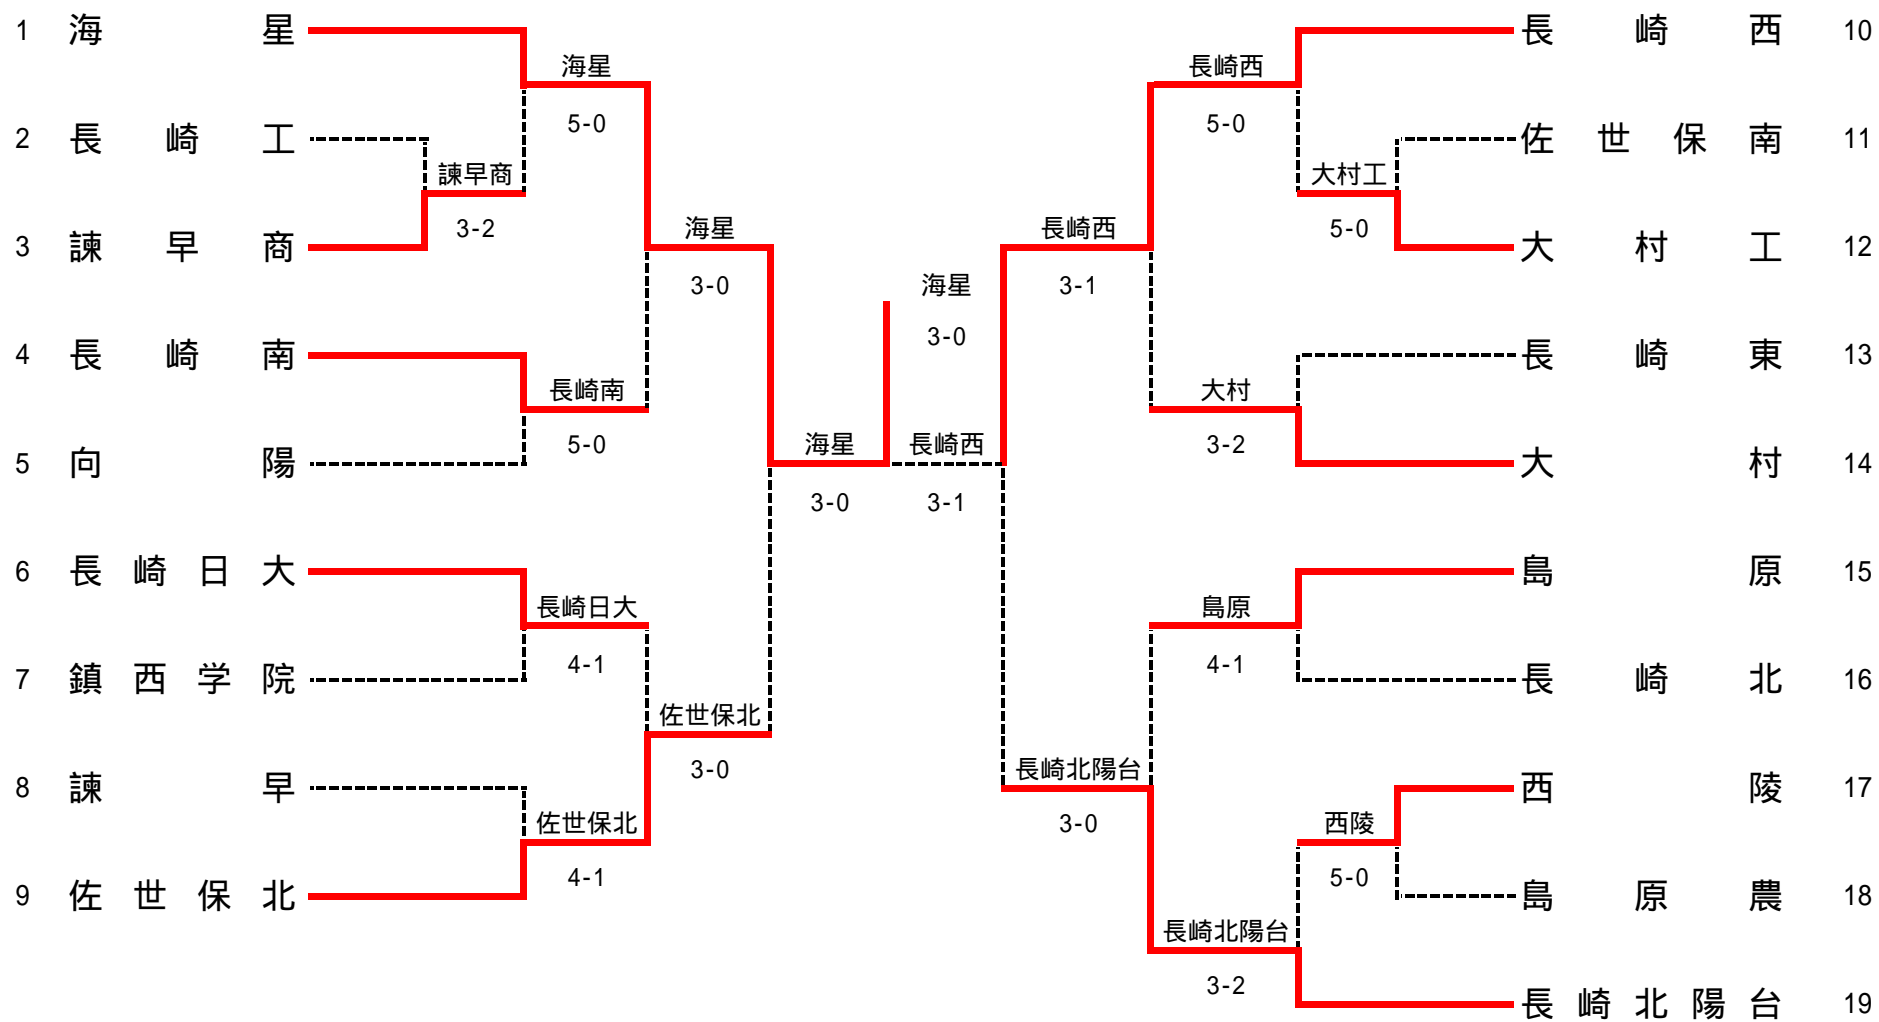 1 海星
2 長崎工
3 諫早商
4 長崎南
5 向陽
6 長崎日大
7 鎮西学院
8 諫早
9 佐世保北
諫早商
3-2
海星
5-0
長崎南
5-0
長崎日大
4-1
佐世保北
4-1
海星
3-0
佐世保北
3-0
海星
3-0
海星
3-0
長崎西
3-1
長崎西
3-1
長崎北陽台
3-0
長崎西
5-0
大村
3-2
島原
4-1
長崎北陽台
3-2
大村工
5-0
西陵
5-0
長崎西 10
佐世保南 11
大村工 12
長崎東 13
大村 14
島原 15
長崎北 16
西陵 17
島原農 18
長崎北陽台 19